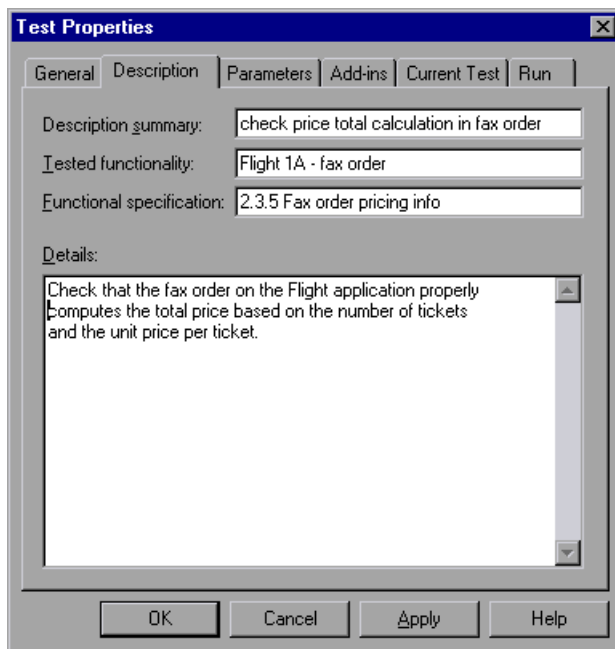 Test Properties
General Description Parameters Add-ins Current Test Run
Description summary: check price total calculation in fax order
Tested functionality: Flight 1A - fax order
Functional specification: 2.3.5 Fax order pricing info
Details:
Check that the fax order on the Flight application properly
computes the total price based on the number of tickets
and the unit price per ticket.
OK Cancel Apply Help